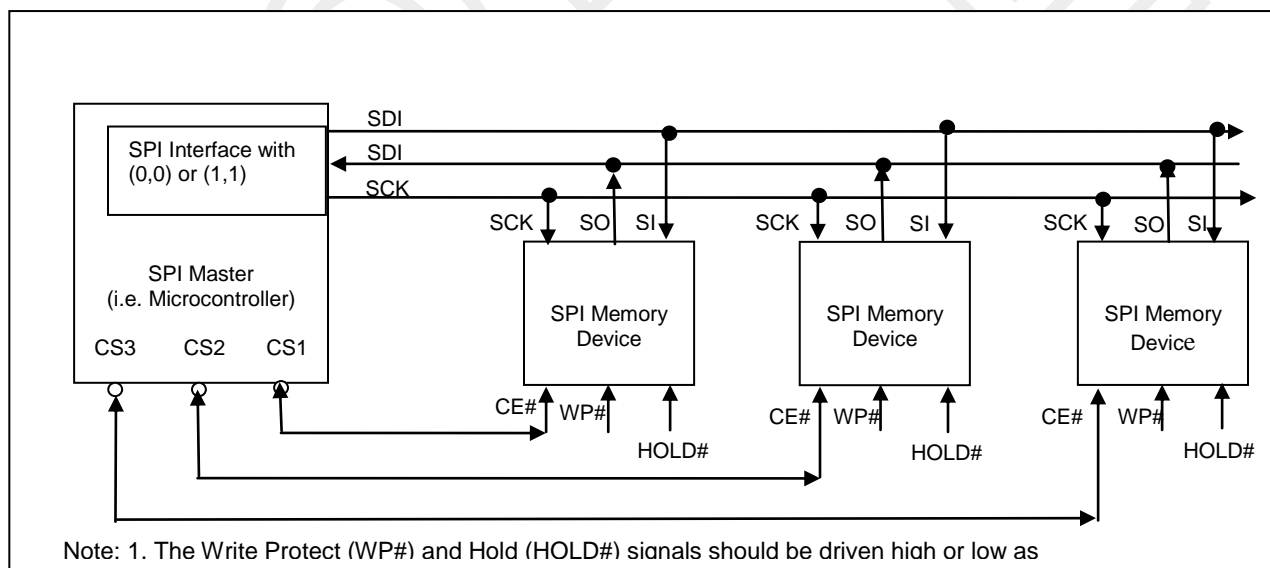 SDI
SPI Interface with
(0,0) or (1,1)
SDI
SCK
SCK SO SI
SCK SO SI
SCK SO SI
SPI Master
(i.e. Microcontroller)
SPI Memory
Device
SPI Memory
Device
SPI Memory
Device
CS3 CS2 CS1
CE# WP#
HOLD#
CE# WP#
HOLD#
CE# WP#
HOLD#
Note: 1. The Write Protect (WP#) and Hold (HOLD#) signals should be driven high or low as